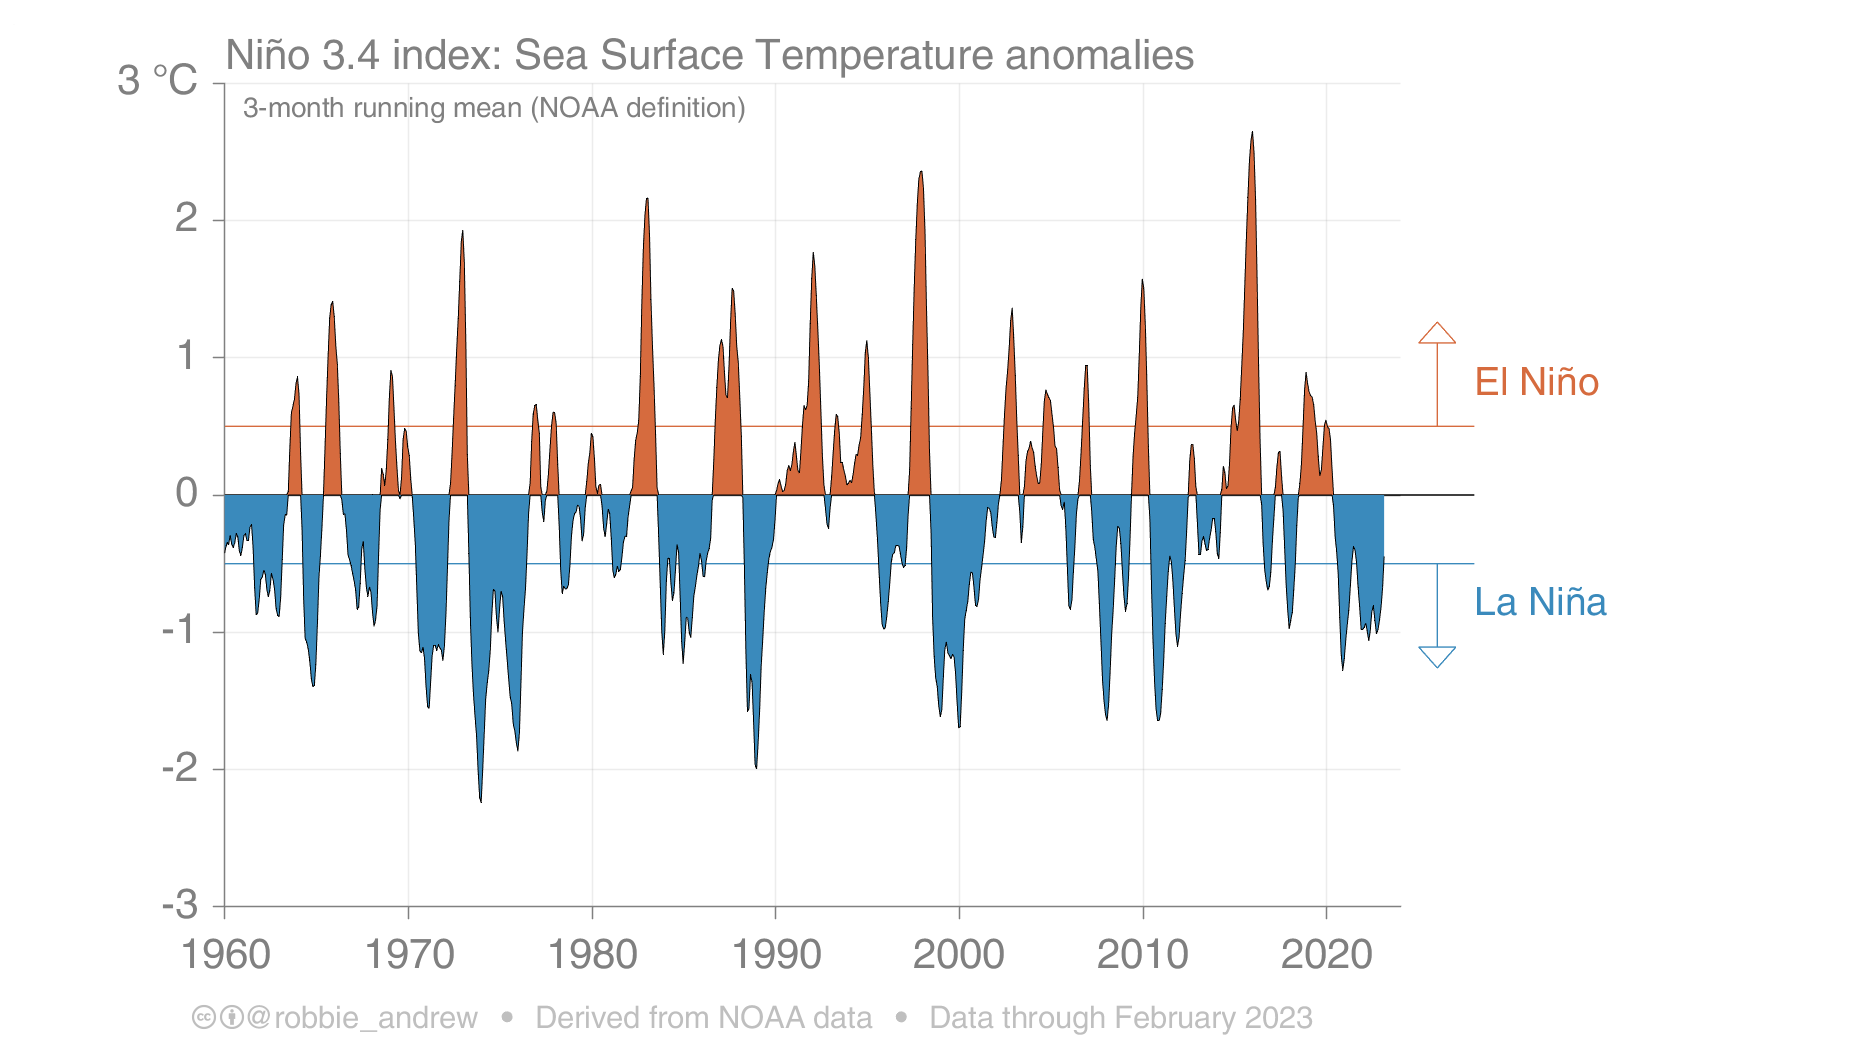 Niño 3.4 index: Sea Surface Temperature anomalies
3 °C
3-month running mean (NOAA definition)
2
1
El Niño
0
La Niña
-1
-2
-3
1960 1970 1980 1990 2000 2010 2020
@robbie_andrew • Derived from NOAA data • Data through February 2023